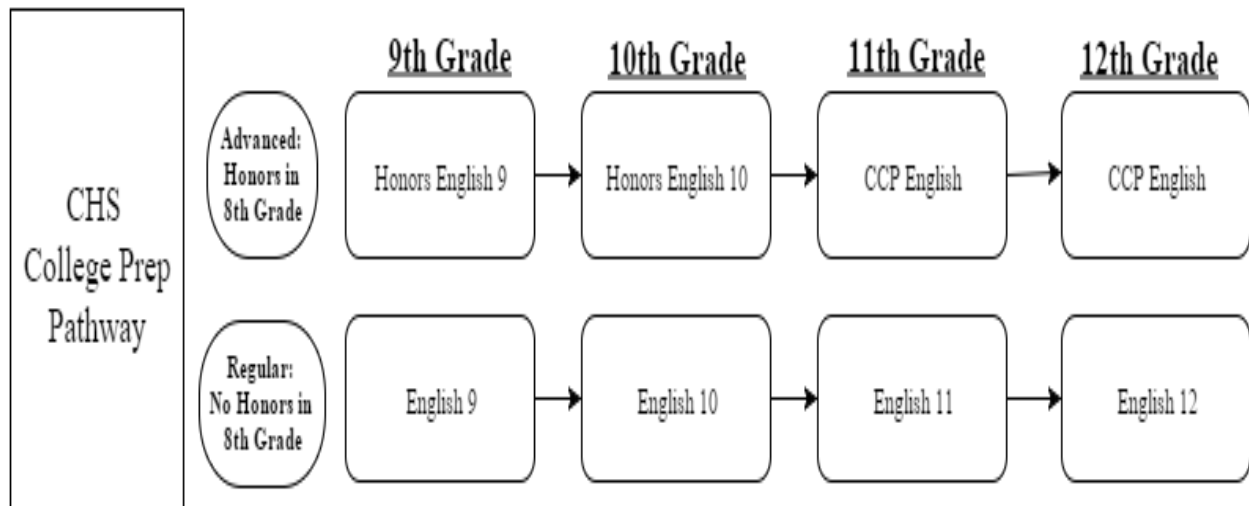 CHS
College Prep
Pathway
9th Grade
10th Grade
11th Grade
12th Grade
Advanced:
Honors in
8th Grade
Honors English 9
Honors English 10
CCP English
CCP English
Regular:
No Honors in
8th Grade
English 9
English 10
English 11
English 12